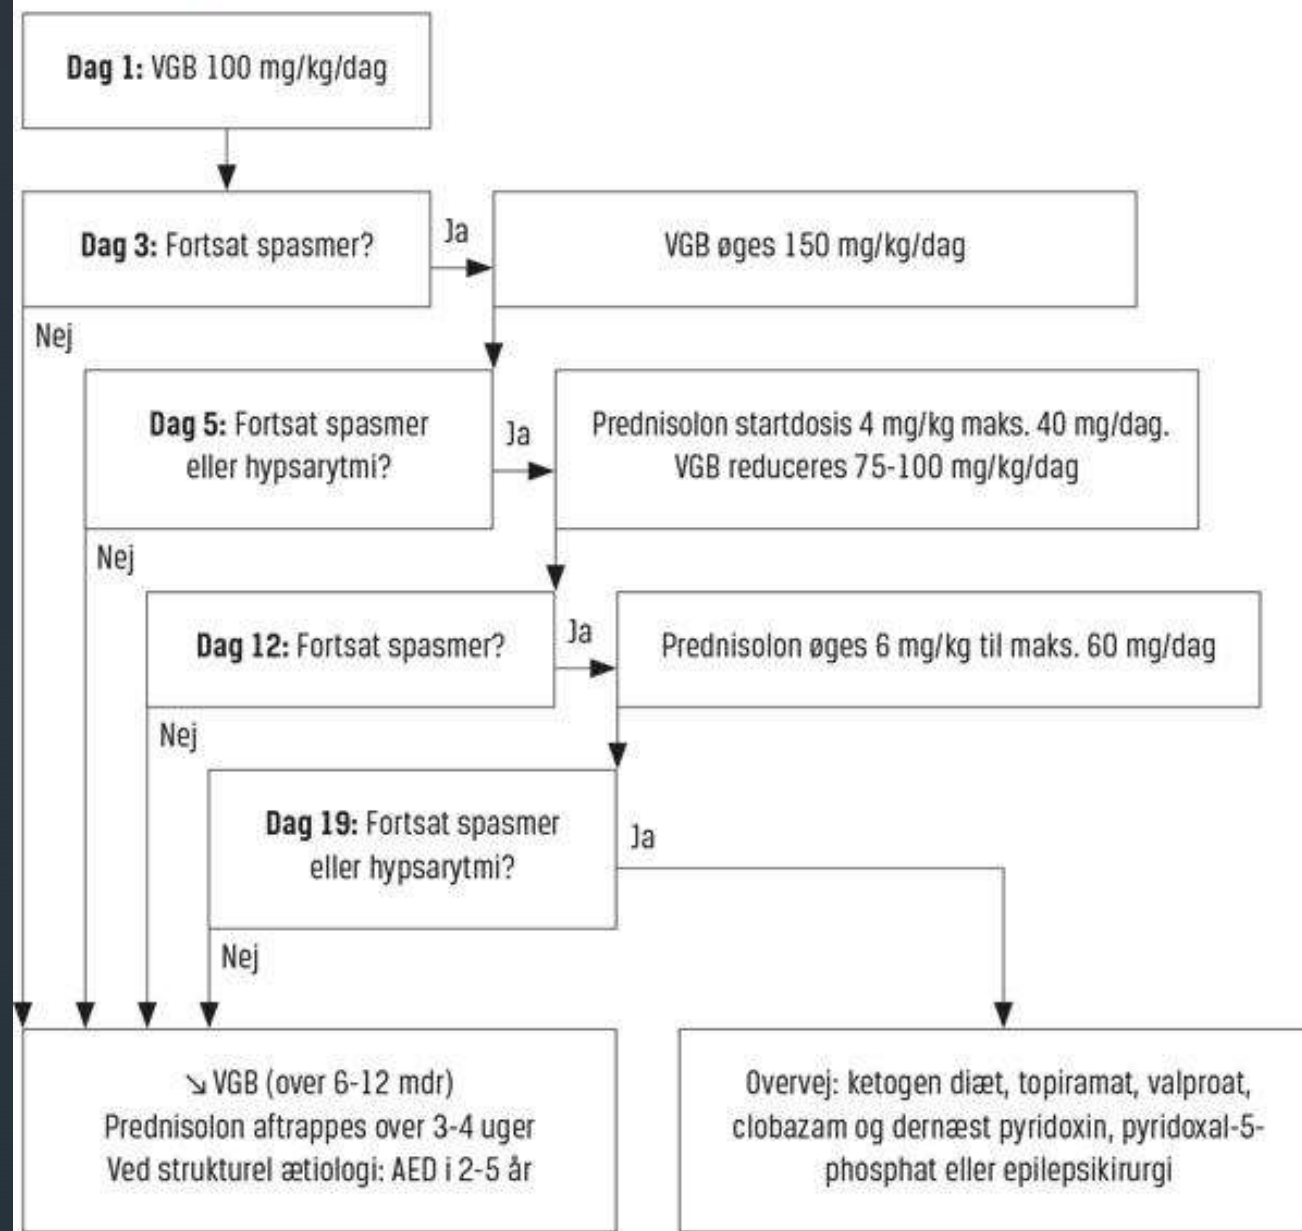 Dag 1: VGB 100 mg/kg/dag
Dag 3: Fortsat spasmer?
Ja
VGB øges 150 mg/kg/dag
Nej
Dag 5: Fortsat spasmer
eller hypsarytmi?
Ja
Prednisolon startdosis 4 mg/kg maks. 40 mg/dag.
VGB reduceres 75-100 mg/kg/dag
Nej
Dag 12: Fortsat spasmer?
Ja
Prednisolon øges 6 mg/kg til maks. 60 mg/dag
Nej
Dag 19: Fortsat spasmer
eller hypsarytmi?
Ja
Nej
↘ VGB (over 6-12 mdr)
Prednisolon aftrappes over 3-4 uger
Ved strukturel ætiologi: AED i 2-5 år
Overvej: ketogen diæt, topiramat, valproat,
clobazam og dernæst pyridoxin, pyridoxal-5-
phosphat eller epilepsikirurgi